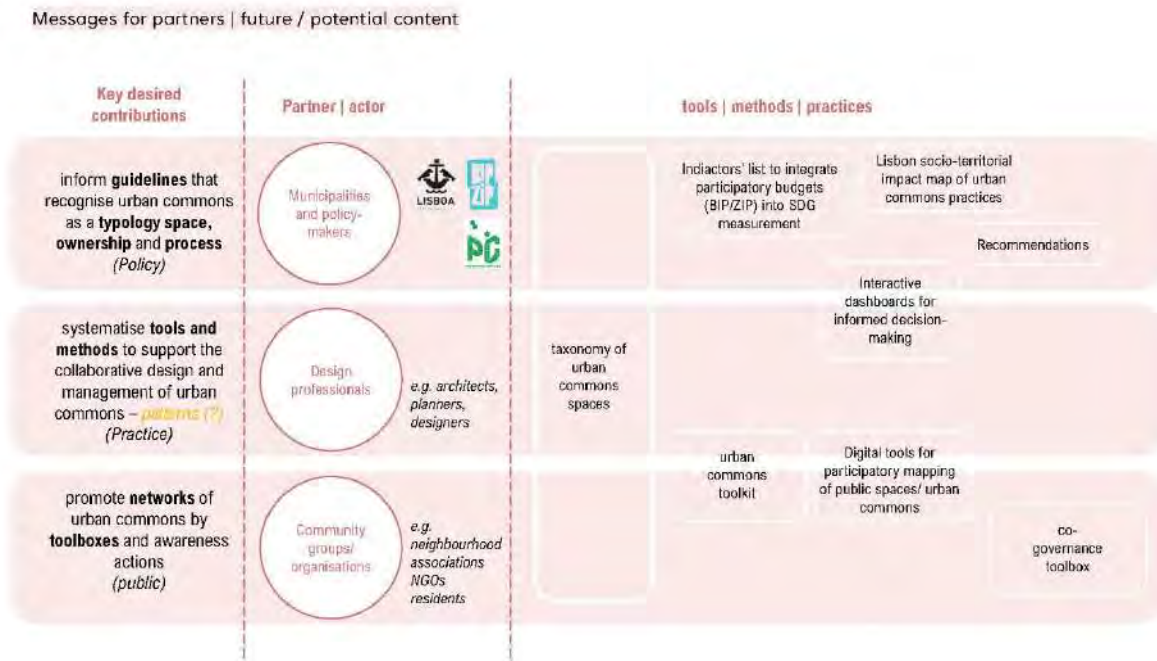 Messages for partners | future / potential content
Key desired
contributions
Partner | actor
tools | methods | practices
inform guidelines that
recognise urban commons
as a typology space,
ownership and process
(Policy)
Municipalities
and policy-
makers
LISBOA
BIP
ZIP
Indiactors' list to integrate
participatory budgets
(BIP/ZIP) into SDG
measurement
Lisbon socio-territorial
impact map of urban
commons practices
Recommendations
Interactive
dashboards for
informed decision-
making
systematise tools and
methods to support the
collaborative design and
management of urban
commons – patterns (?)
(Practice)
Design
professionals
e.g. architects,
planners,
designers
taxonomy of
urban
commons
spaces
urban
commons
toolkit
Digital tools for
participatory mapping
of public spaces/ urban
commons
promote networks of
urban commons by
toolboxes and awareness
actions
(public)
Community
groups/
organisations
e.g.
neighbourhood
associations
NGOs
residents
co-
governance
toolbox